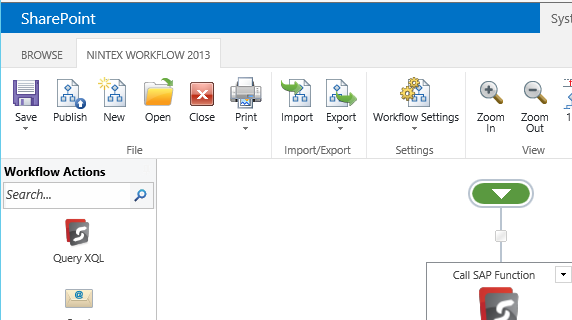 SharePoint
Syst
BROWSE NINTEX WORKFLOW 2013
Save Publish New Open Close Print Import Export Workflow Settings Zoom In Zoom Out
File Import/Export Settings View
Workflow Actions
Search...
Query XQL
Call SAP Function